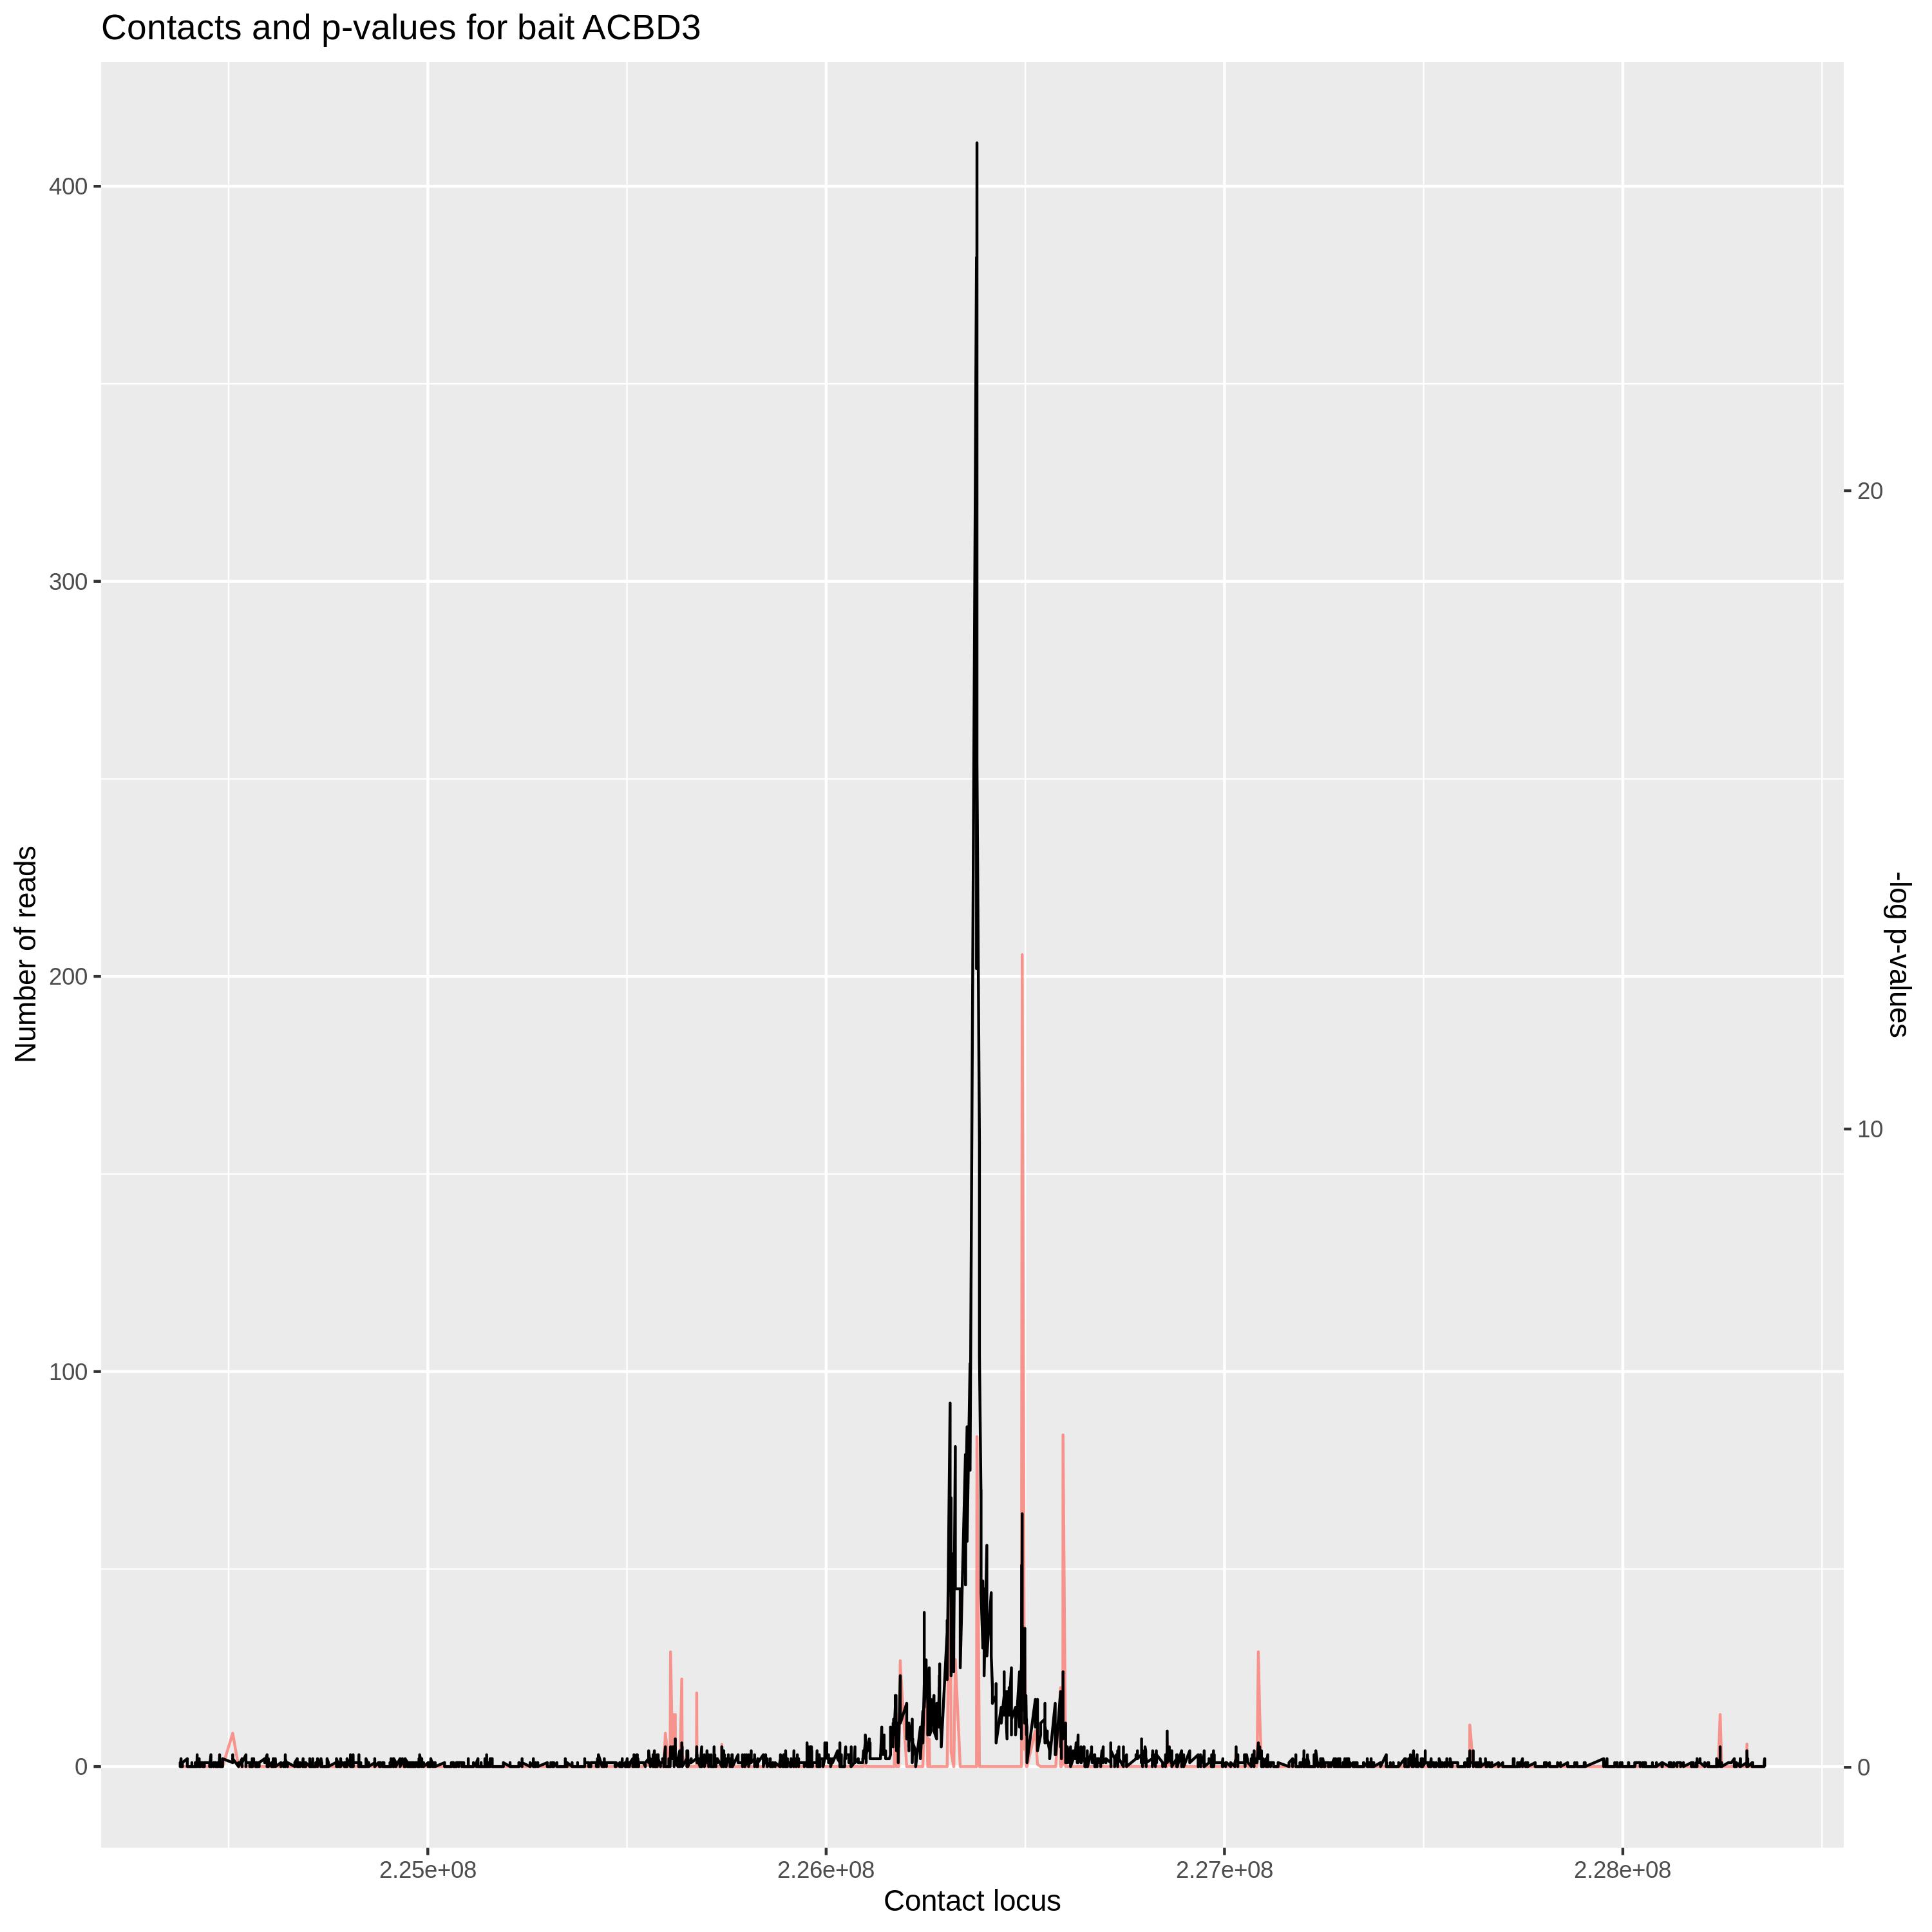 Contacts and p-values for bait ACBD3
400
300
200
100
0
Number of reads
20
10
0
-log p-values
2.25e+08
2.26e+08
2.27e+08
2.28e+08
Contact locus